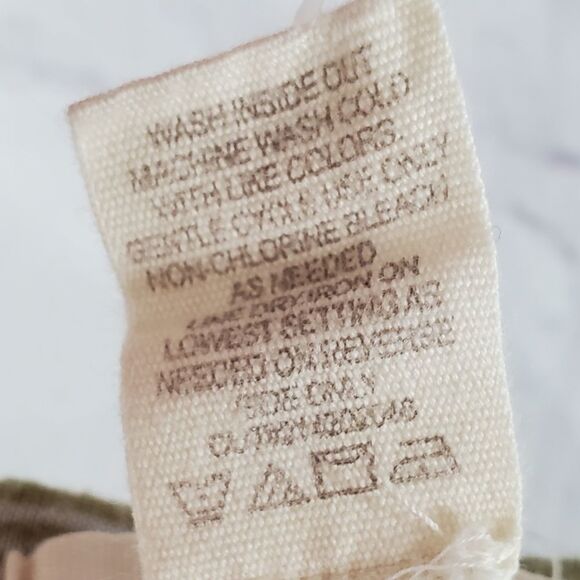 WASH INSIDE OUT
MACHINE WASH COLD
WITH LIKE COLORS.
GENTLE CYCLE USE ONLY
NON-CHLORINE BLEACH
AS NEEDED
LINE DRY IRON ON
LOWEST SETTING AS
NEEDED ON REVERSE
SIDE ONLY